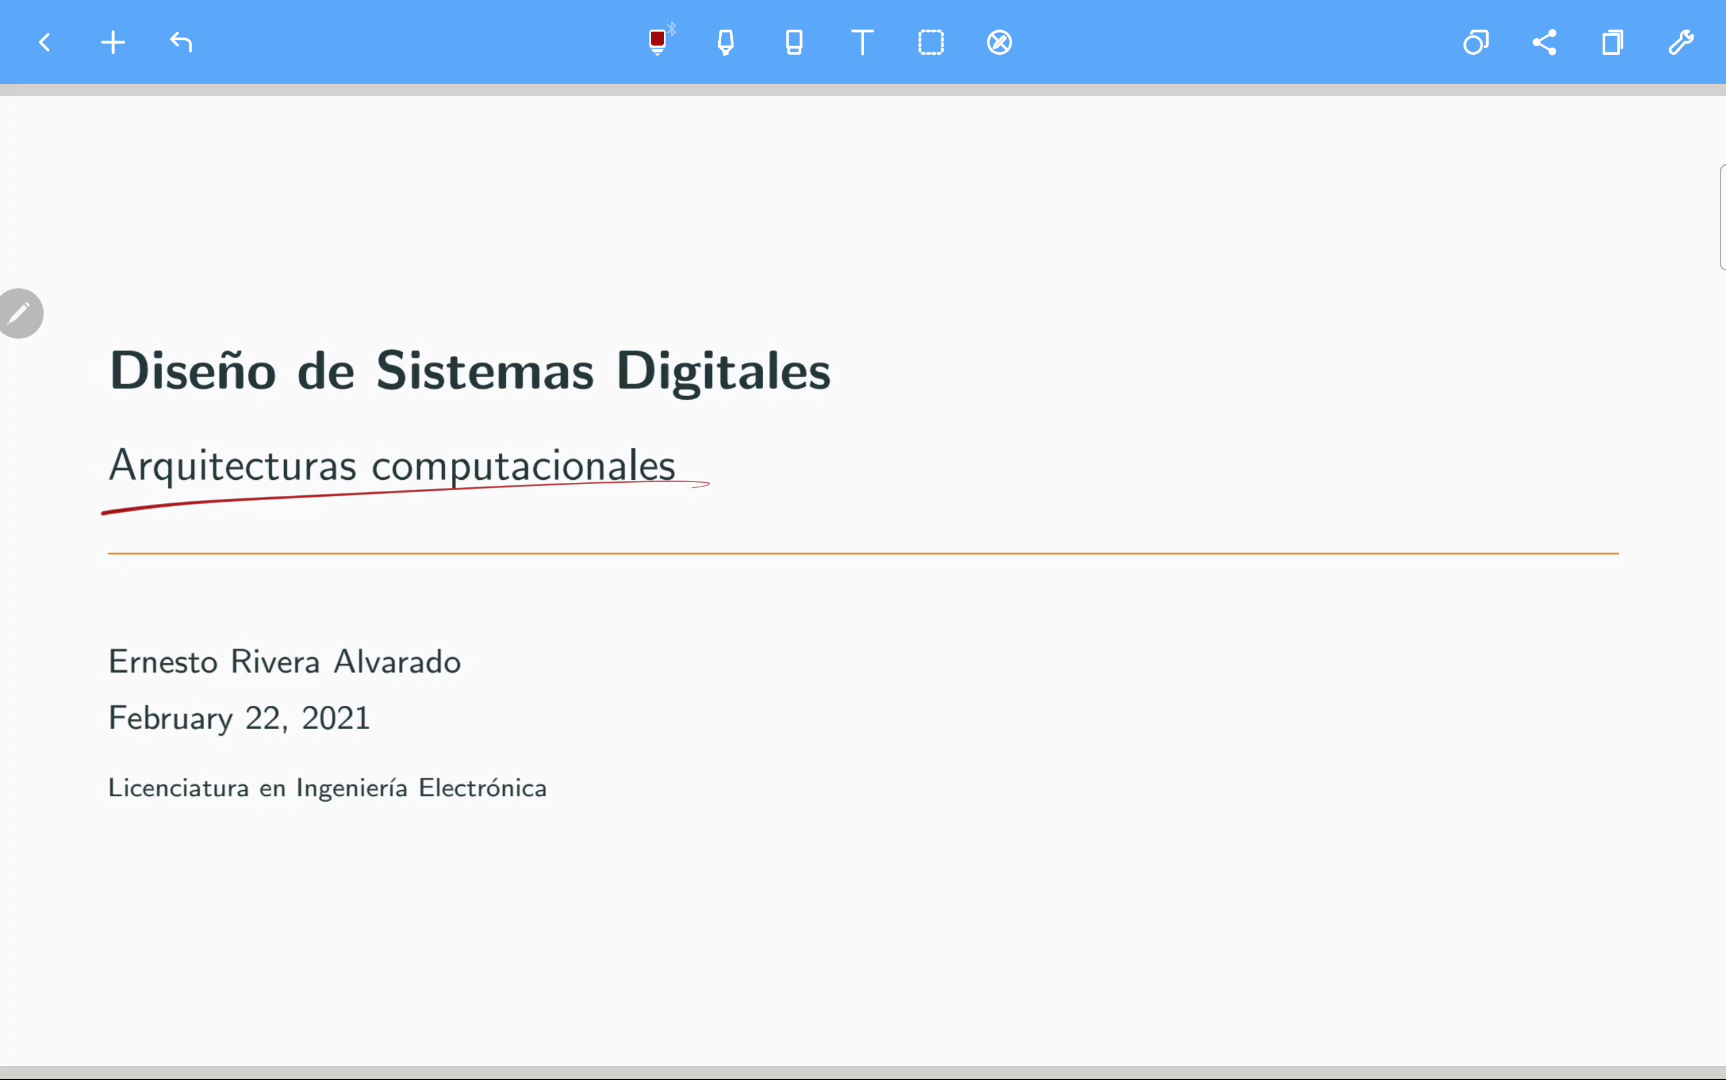 Diseño de Sistemas Digitales
Arquitecturas computacionales
Ernesto Rivera Alvarado
February 22, 2021
Licenciatura en Ingeniería Electrónica